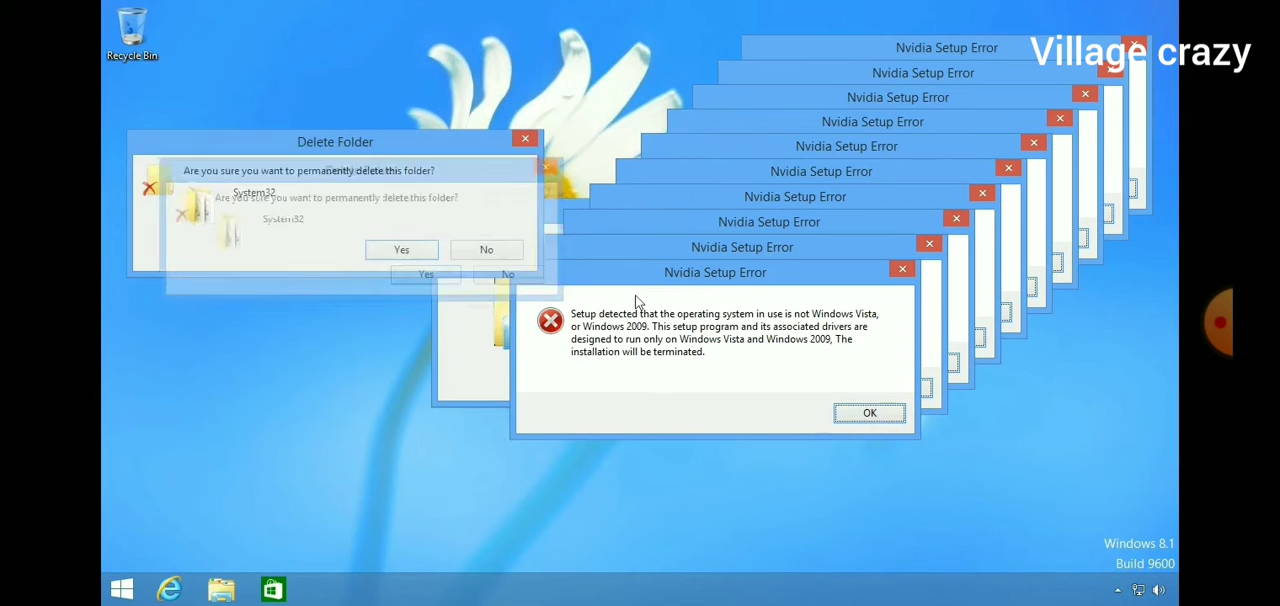 Recycle Bin
Village crazy
Nvidia Setup Error
Nvidia Setup Error
Nvidia Setup Error
Nvidia Setup Error
Nvidia Setup Error
Nvidia Setup Error
Nvidia Setup Error
Nvidia Setup Error
Nvidia Setup Error
Nvidia Setup Error
Delete Folder
Are you sure you want to permanently delete this folder?
System32
Yes No
Are you sure you want to permanently delete this folder?
System32
Yes No
Setup detected that the operating system in use is not Windows Vista,
or Windows 2009. This setup program and its associated drivers are
designed to run only on Windows Vista and Windows 2009, The
installation will be terminated.
OK
Windows 8.1
Build 9600